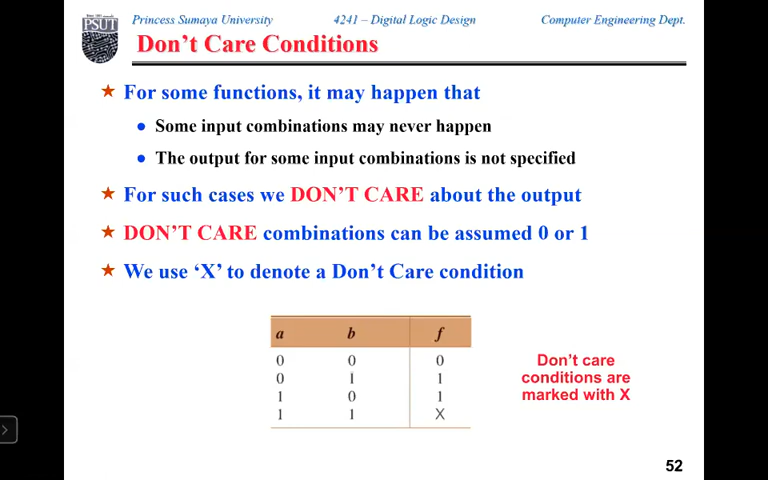 Princess Sumaya University 4241 – Digital Logic Design Computer Engineering Dept.
PSUT
Don't Care Conditions
★ For some functions, it may happen that
● Some input combinations may never happen
● The output for some input combinations is not specified
★ For such cases we DON'T CARE about the output
★ DON'T CARE combinations can be assumed 0 or 1
★ We use ‘X’ to denote a Don't Care condition
a b f
0 0 0
0 1 1
1 0 1
1 1 X
Don't care
conditions are
marked with X
52